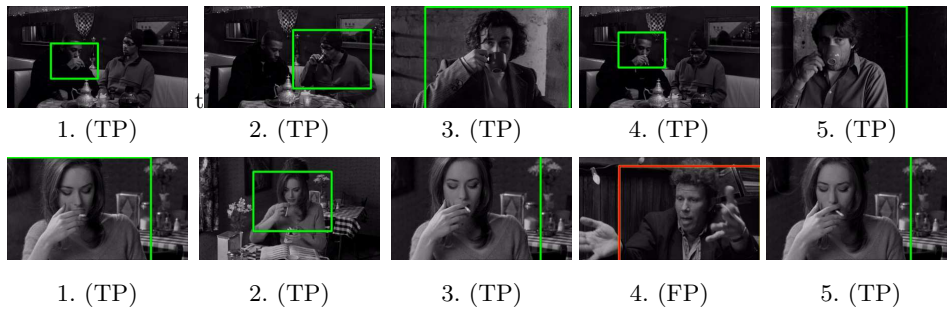 t
1. (TP) 2. (TP) 3. (TP) 4. (TP) 5. (TP)
1. (TP) 2. (TP) 3. (TP) 4. (FP) 5. (TP)